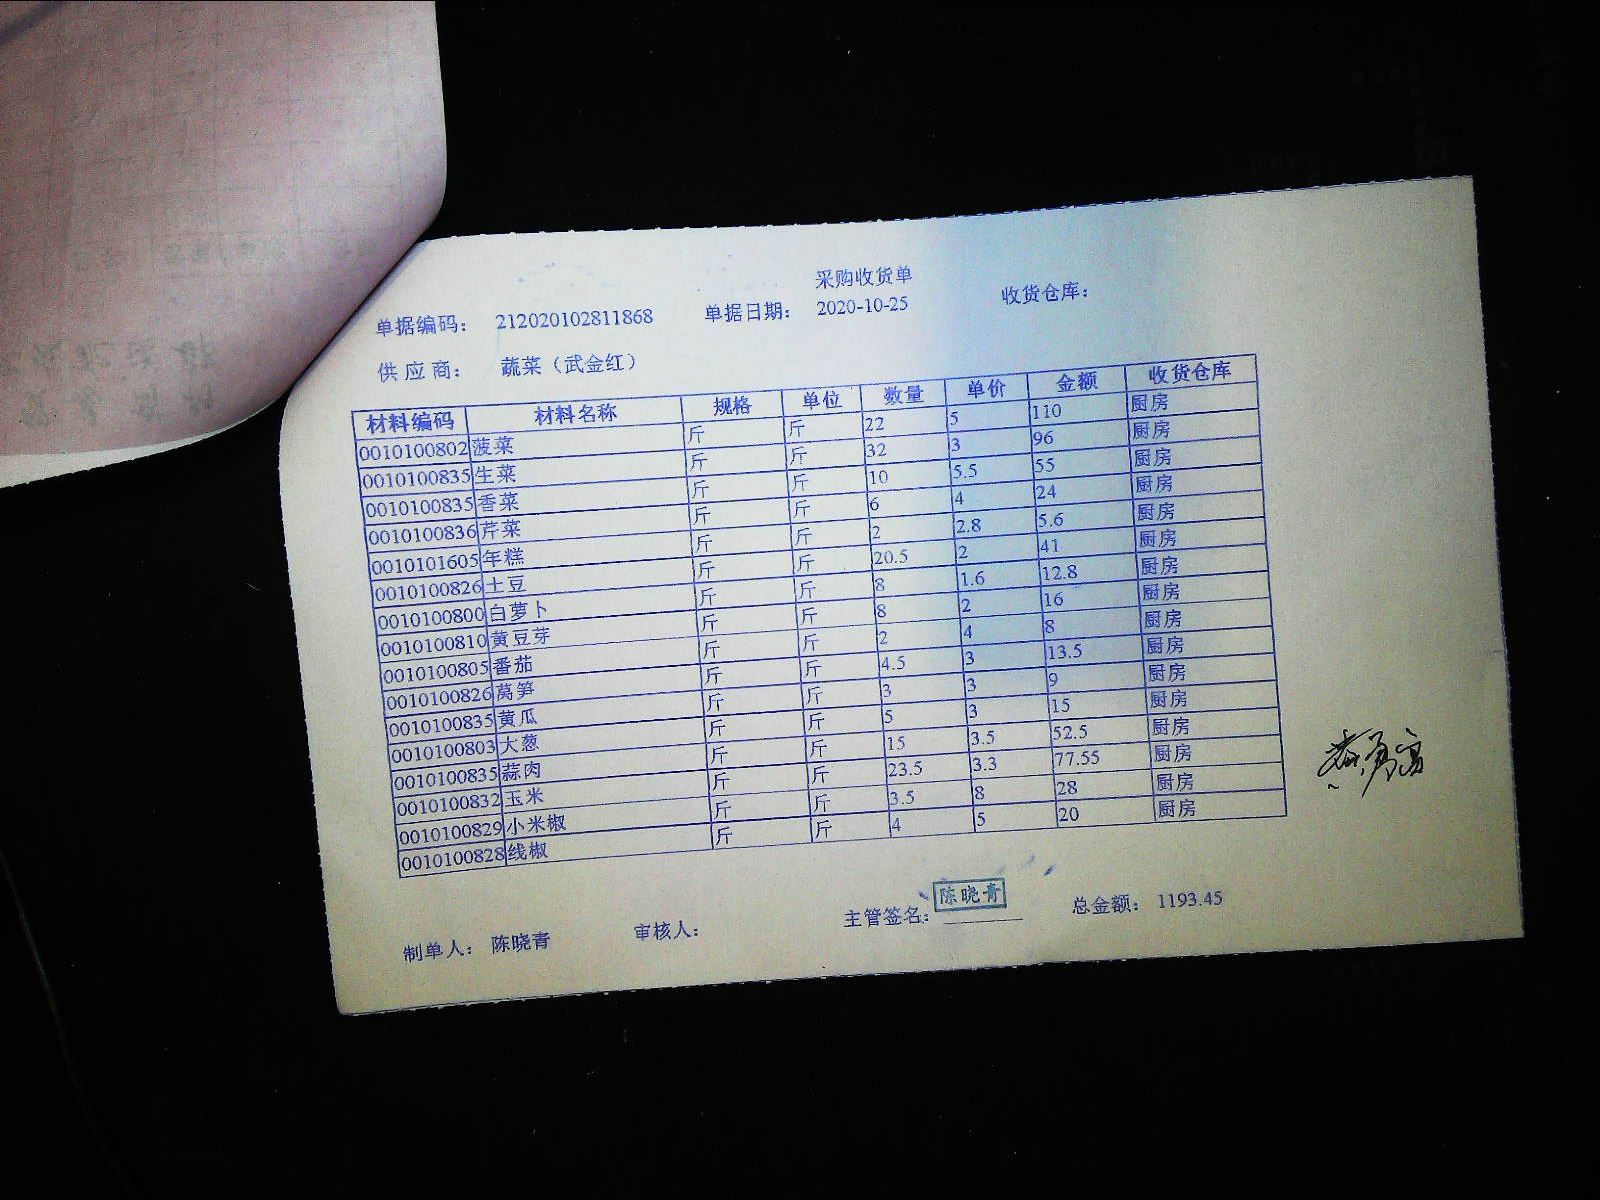 采购收货单
单据编码： 212020102811868 单据日期： 2020-10-25 收货仓库：
供应商： 蔬菜（武金红）
材料编码 材料名称 规格 单位 数量 单价 金额 收货仓库
0010100802 菠菜 斤 斤 22 5 110 厨房
0010100835 生菜 斤 斤 32 3 96 厨房
0010100835 香菜 斤 斤 10 5.5 55 厨房
0010100836 芹菜 斤 斤 6 4 24 厨房
0010101605 年糕 斤 斤 2 2.8 5.6 厨房
0010100826 土豆 斤 斤 20.5 2 41 厨房
0010100800 白萝卜 斤 斤 8 1.6 12.8 厨房
0010100810 黄豆芽 斤 斤 8 2 16 厨房
0010100805 番茄 斤 斤 2 4 8 厨房
0010100826 莴笋 斤 斤 4.5 3 13.5 厨房
0010100835 黄瓜 斤 斤 3 3 9 厨房
0010100803 大葱 斤 斤 5 3 15 厨房
0010100835 蒜肉 斤 斤 15 3.5 52.5 厨房
0010100832 玉米 斤 斤 23.5 3.3 77.55 厨房
0010100829 小米椒 斤 斤 3.5 8 28 厨房
0010100828 线椒 斤 斤 4 5 20 厨房
制单人： 陈晓青 审核人： 主管签名： 陈晓青 总金额： 1193.45